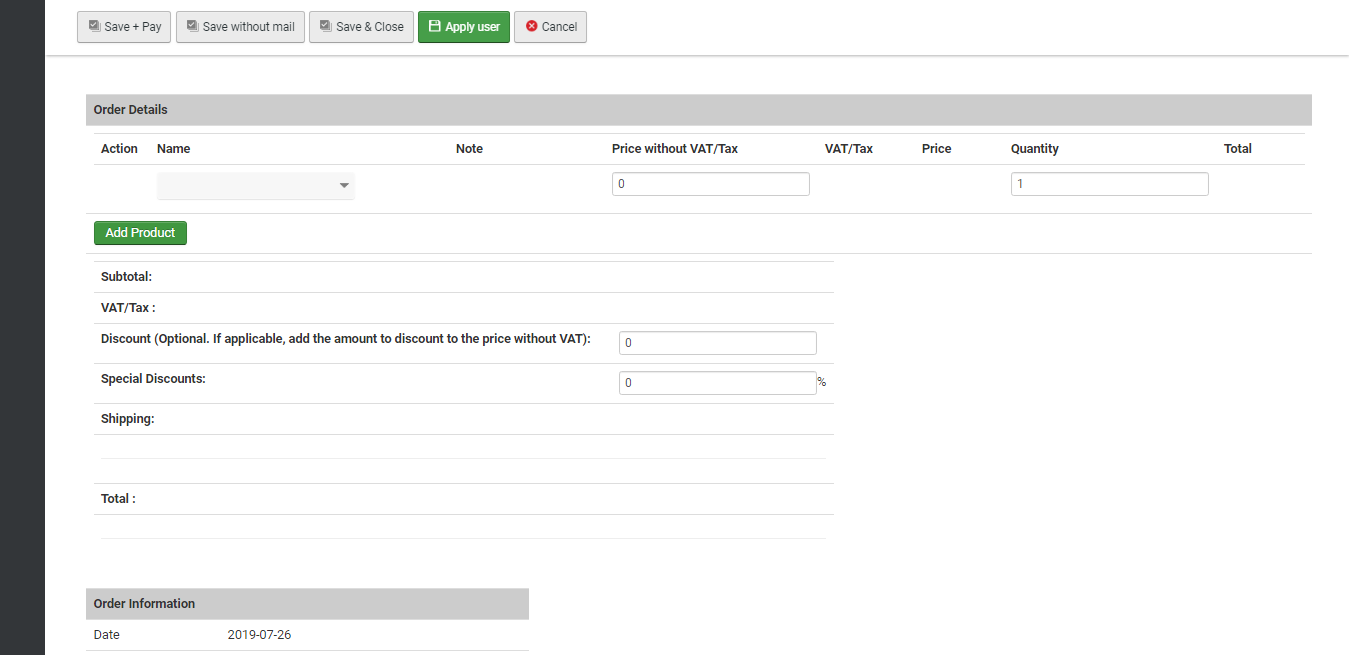 Save + Pay Save without mail Save & Close Apply user Cancel
Order Details
Action Name Note Price without VAT/Tax VAT/Tax Price Quantity Total
0 1
Add Product
Subtotal:
VAT/Tax :
Discount (Optional. If applicable, add the amount to discount to the price without VAT): 0
Special Discounts: 0 %
Shipping:
Total :
Order Information
Date 2019-07-26